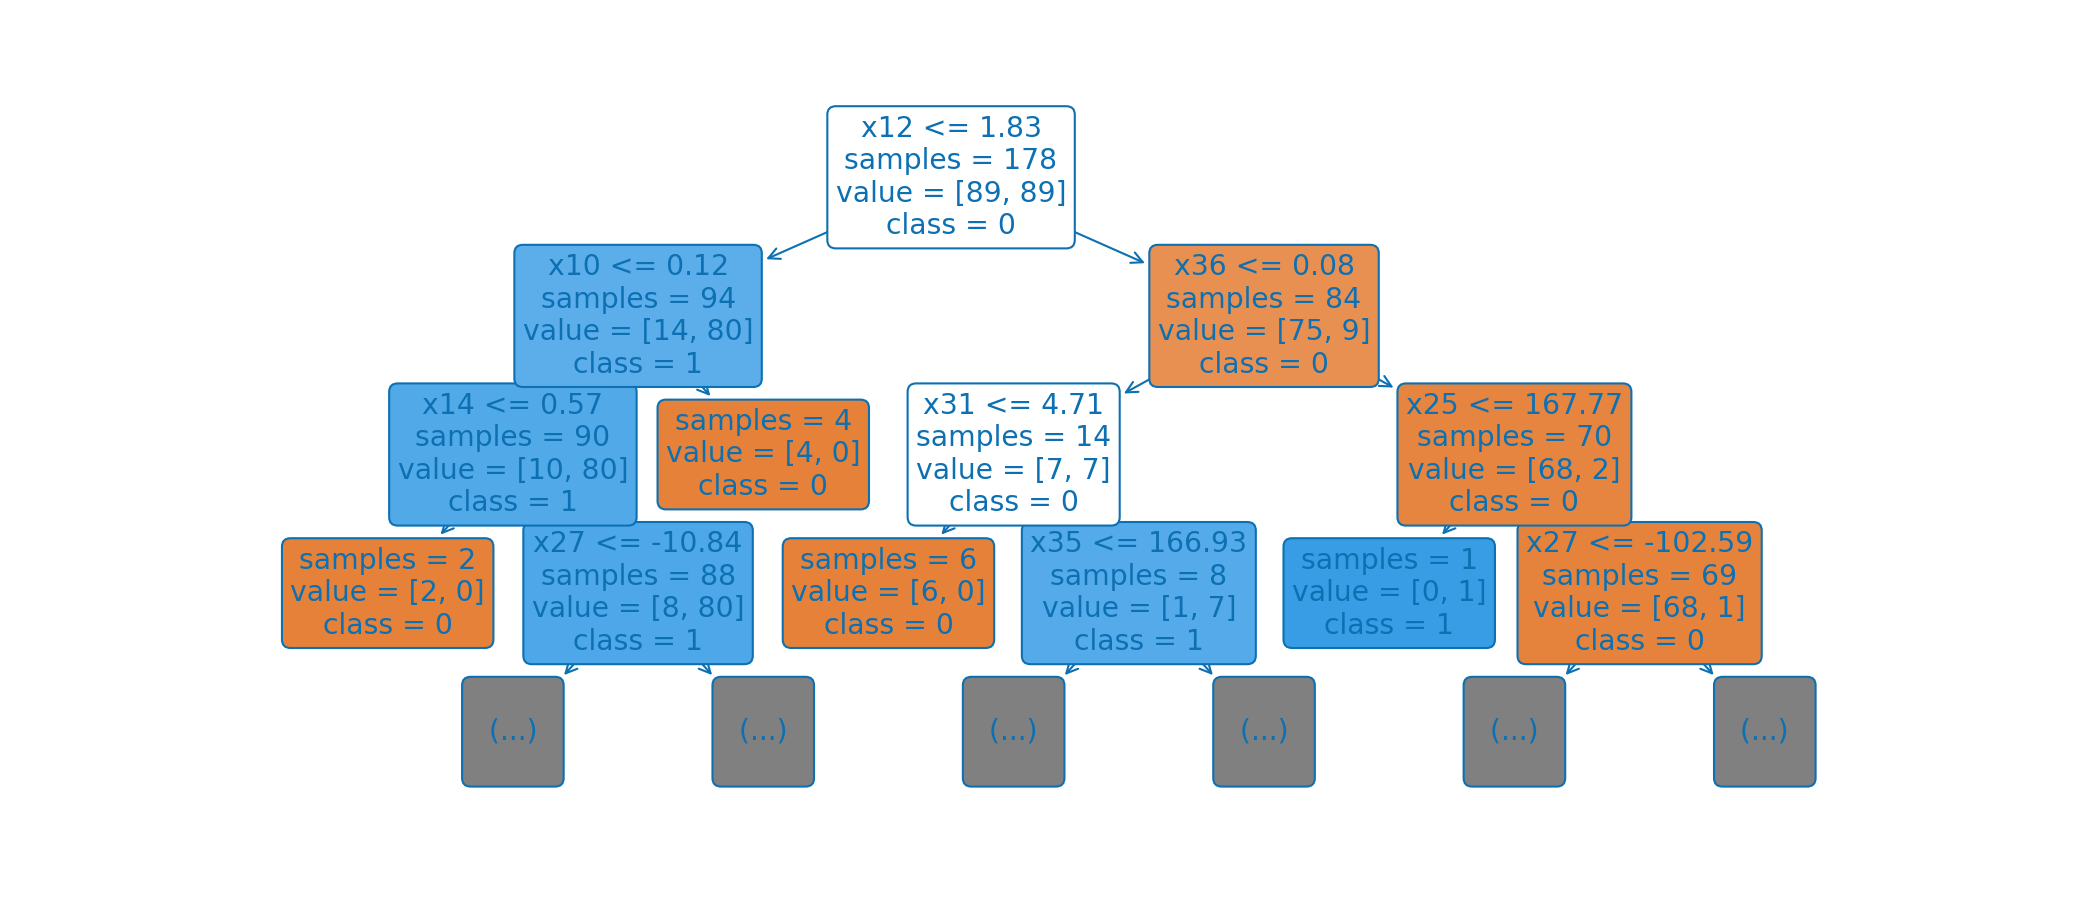 x12 <= 1.83
samples = 178
value = [89, 89]
class = 0
x10 <= 0.12
samples = 94
value = [14, 80]
class = 1
x36 <= 0.08
samples = 84
value = [75, 9]
class = 0
x14 <= 0.57
samples = 90
value = [10, 80]
class = 1
samples = 4
value = [4, 0]
class = 0
x31 <= 4.71
samples = 14
value = [7, 7]
class = 0
x25 <= 167.77
samples = 70
value = [68, 2]
class = 0
samples = 2
value = [2, 0]
class = 0
x27 <= -10.84
samples = 88
value = [8, 80]
class = 1
samples = 6
value = [6, 0]
class = 0
x35 <= 166.93
samples = 8
value = [1, 7]
class = 1
samples = 1
value = [0, 1]
class = 1
x27 <= -102.59
samples = 69
value = [68, 1]
class = 0
(...)
(...)
(...)
(...)
(...)
(...)